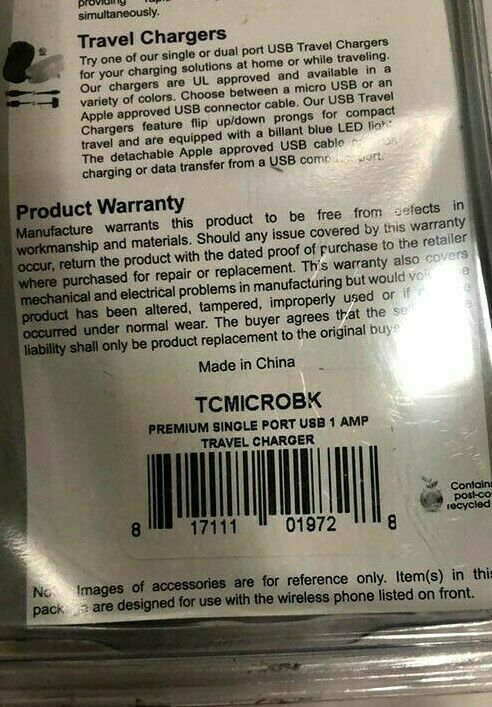 providing
simultaneously.
Travel Chargers
Try one of our single or dual port USB Travel Chargers
for your charging solutions at home or while traveling.
Our chargers are UL approved and available in a
variety of colors. Choose between a micro USB or an
Apple approved USB connector cable. Our USB Travel
Chargers feature flip up/down prongs for compact
travel and are equipped with a billant blue LED light
The detachable Apple approved USB cable
charging or data transfer from a USB port.
Product Warranty
Manufacture warrants this product to be free from defects in
workmanship and materials. Should any issue covered by this warranty
occur, return the product with the dated proof of purchase to the retailer
where purchased for repair or replacement. This warranty also covers
mechanical and electrical problems in manufacturing but would
product has been altered, tampered, improperly used or if
occurred under normal wear. The buyer agrees that the
liability shall only be product replacement to the original
Made in China
TCMICROBK
PREMIUM SINGLE PORT USB 1 AMP
TRAVEL CHARGER
8 17111 01972 8
Contains
post-co
recycled
Images of accessories are for reference only. Item(s) in this
are designed for use with the wireless phone listed on front.